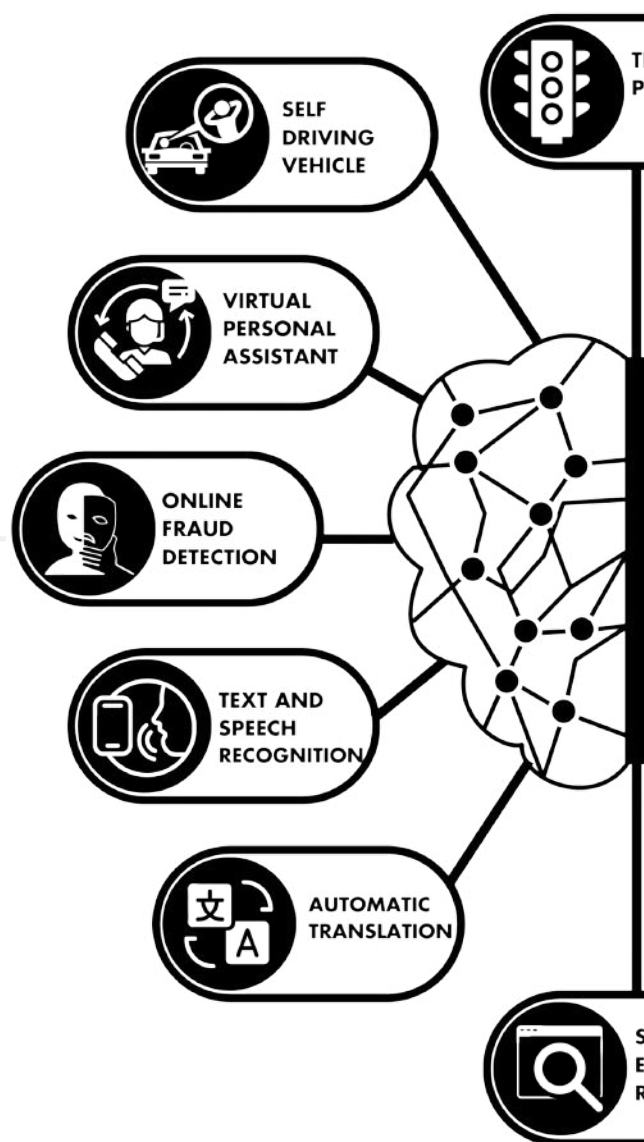 SELF
DRIVING
VEHICLE
VIRTUAL
PERSONAL
ASSISTANT
ONLINE
FRAUD
DETECTION
TEXT AND
SPEECH
RECOGNITION
AUTOMATIC
TRANSLATION
文
A